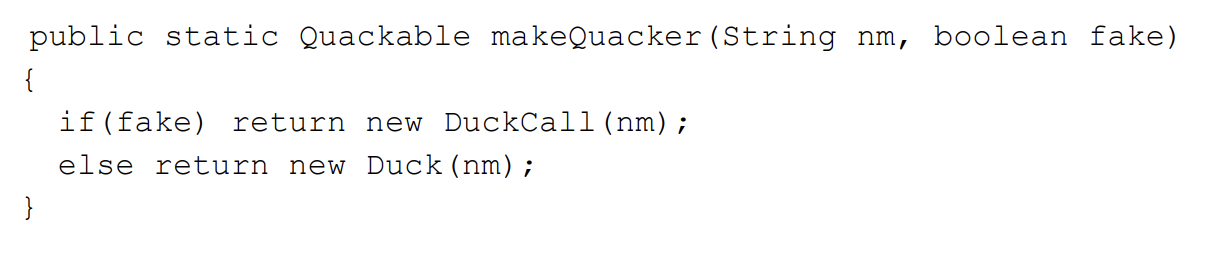 public static Quackable makeQuacker(String nm, boolean fake)
{
if(fake) return new DuckCall(nm);
else return new Duck(nm);
}